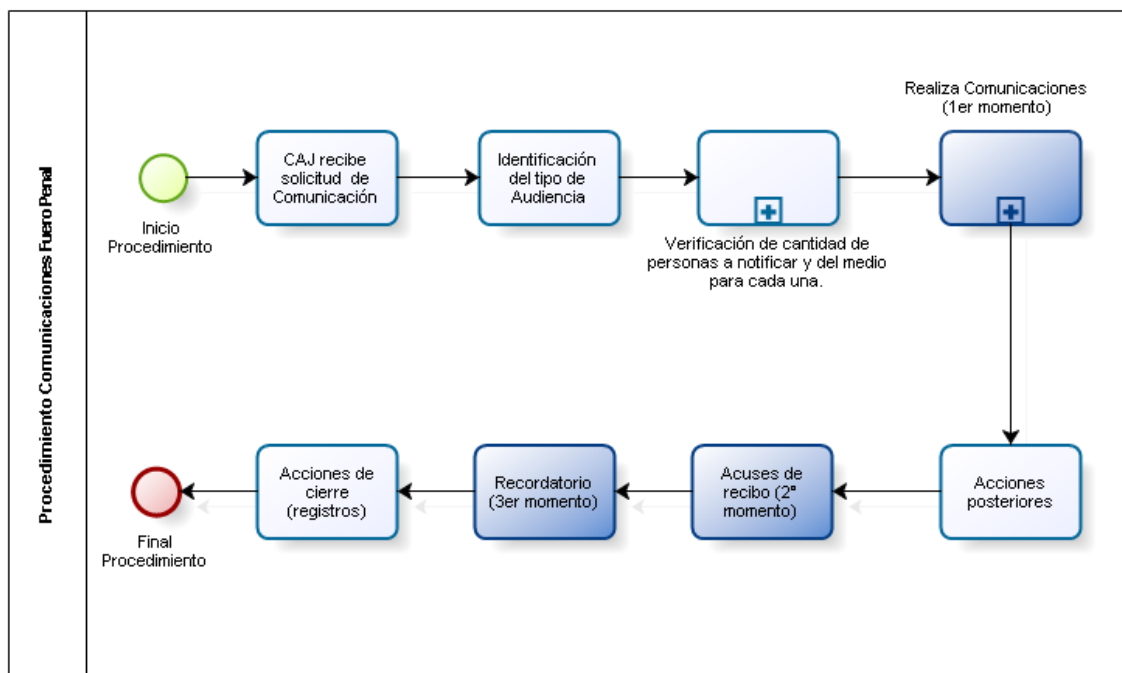 Procedimiento Comunicaciones Fuero Penal
Inicio
Procedimiento
CAJ recibe
solicitud de
Comunicación
Identificación
del tipo de
Audiencia
Verificación de cantidad de
personas a notificar y del medio
para cada una.
Realiza Comunicaciones
(1er momento)
Acciones
posteriores
Acuses de
recibo (2°
momento)
Recordatorio
(3er momento)
Acciones de
cierre
(registros)
Final
Procedimiento